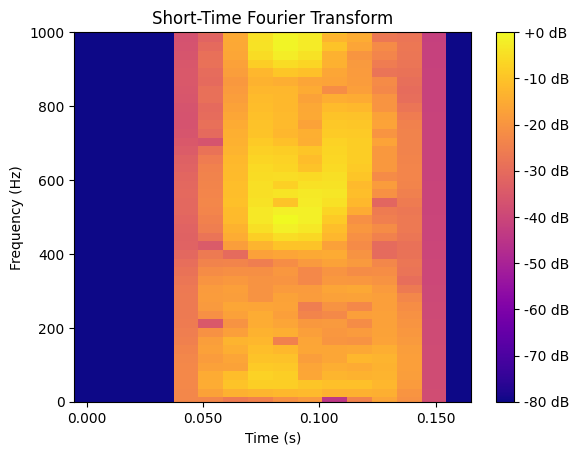 Short-Time Fourier Transform
1000
800
600
400
200
0
Frequency (Hz)
0.000
0.050
0.100
0.150
Time (s)
+0 dB
-10 dB
-20 dB
-30 dB
-40 dB
-50 dB
-60 dB
-70 dB
-80 dB